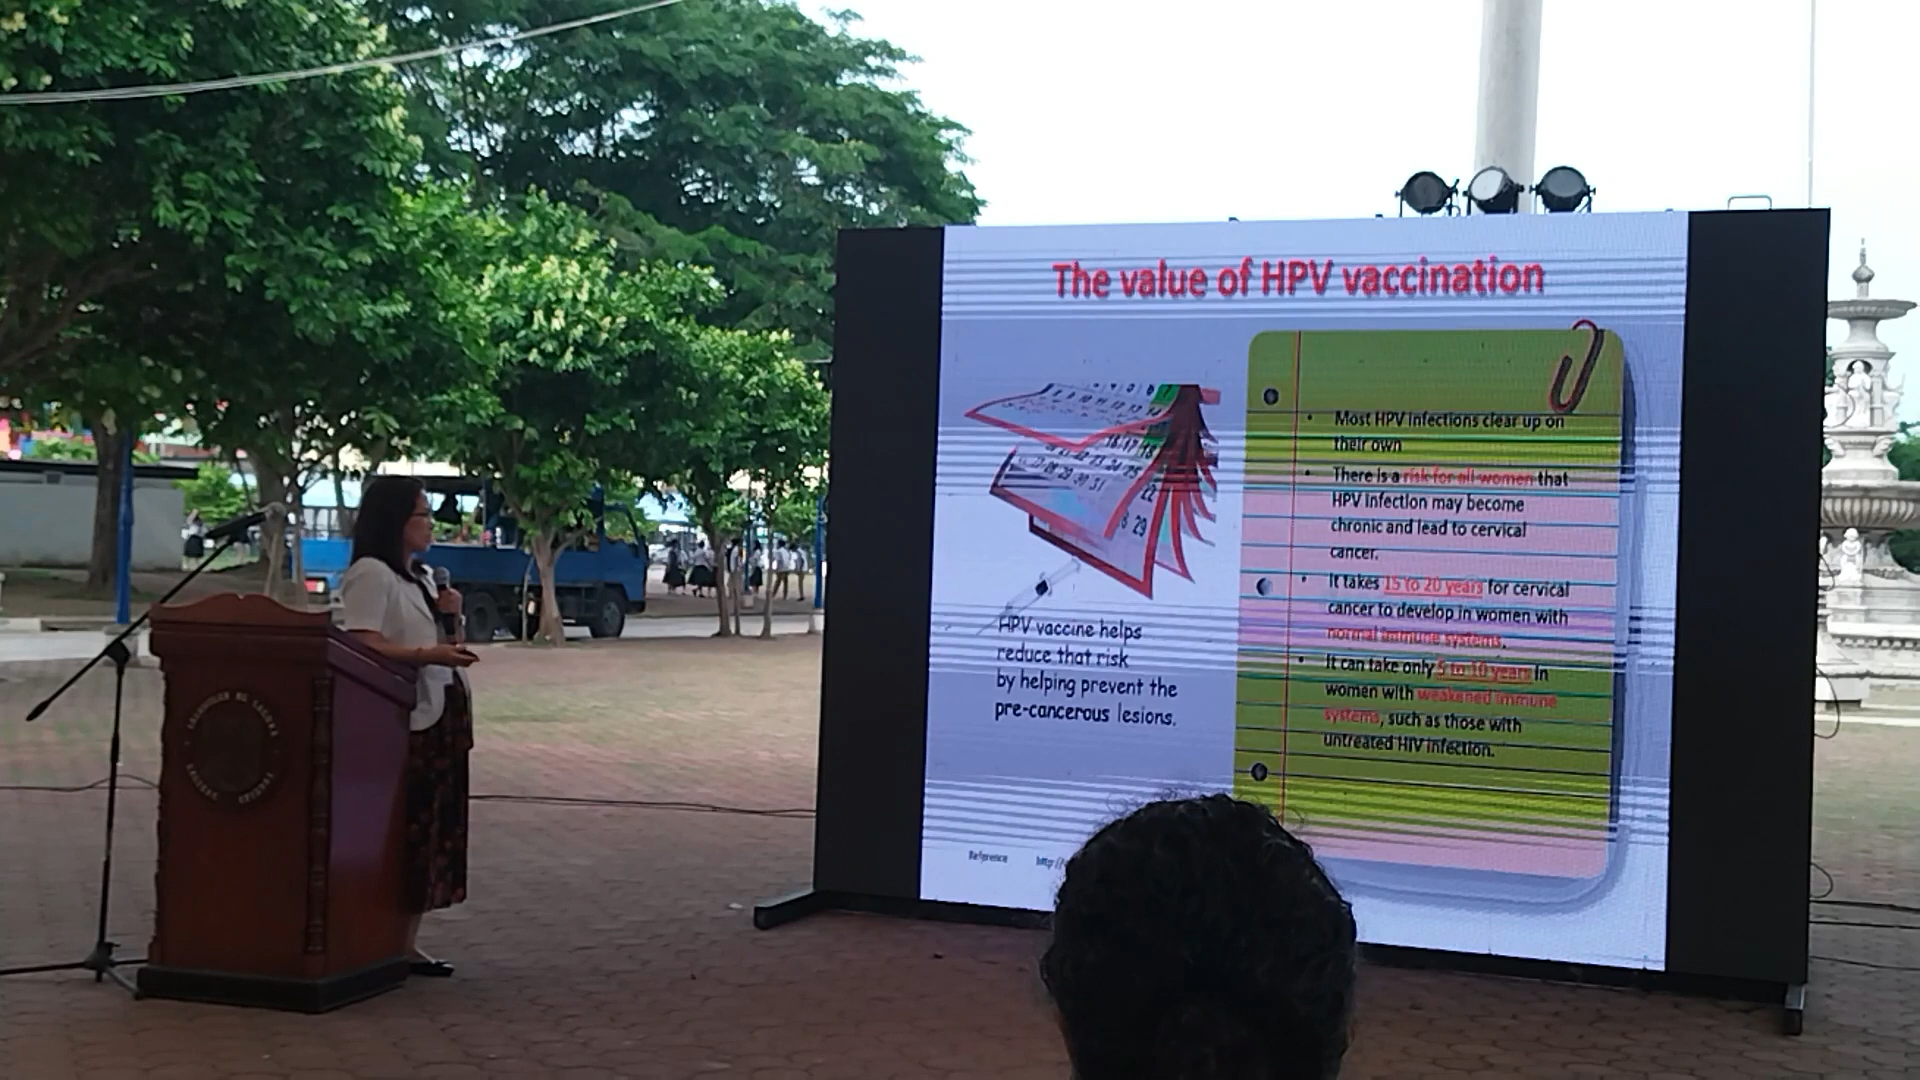 The value of HPV vaccination
HPV vaccine helps
reduce that risk
by helping prevent the
pre-cancerous lesions.
• Most HPV infections clear up on
their own
• There is a risk for all women that
HPV infection may become
chronic and lead to cervical
cancer.
• It takes 15 to 20 years for cervical
cancer to develop in women with
normal immune systems.
• It can take only 5 to 10 years in
women with weakened immune
systems, such as those with
untreated HIV infection.
Reference http://